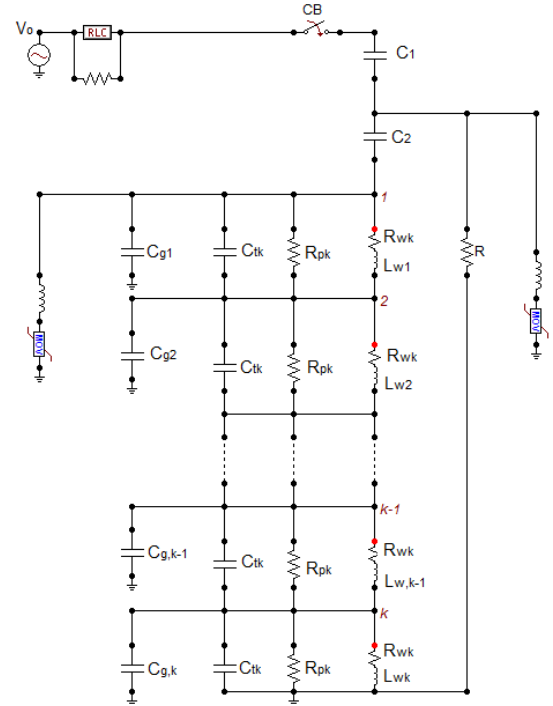 CB
Vo
RLC
C1
C2
1
Rwk
Cg1
Ctk
Rpk
R
Lw1
2
MOV
MOV
Cg2
Ctk
Rpk
Rwk
Lw2
k-1
Rwk
Cg,k-1
Ctk
Rpk
Lw,k-1
k
Rwk
Cg,k
Ctk
Rpk
Lwk